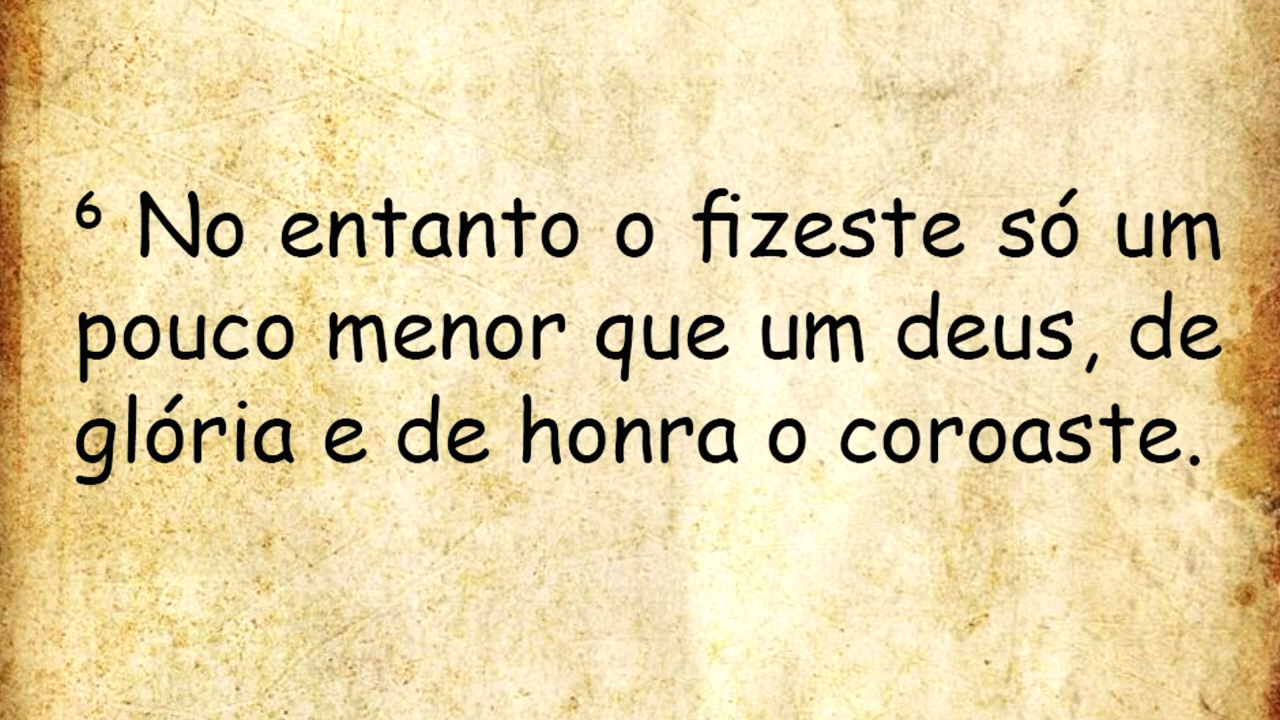 ⁶ No entanto o fizeste só um
pouco menor que um deus, de
glória e de honra o coroaste.